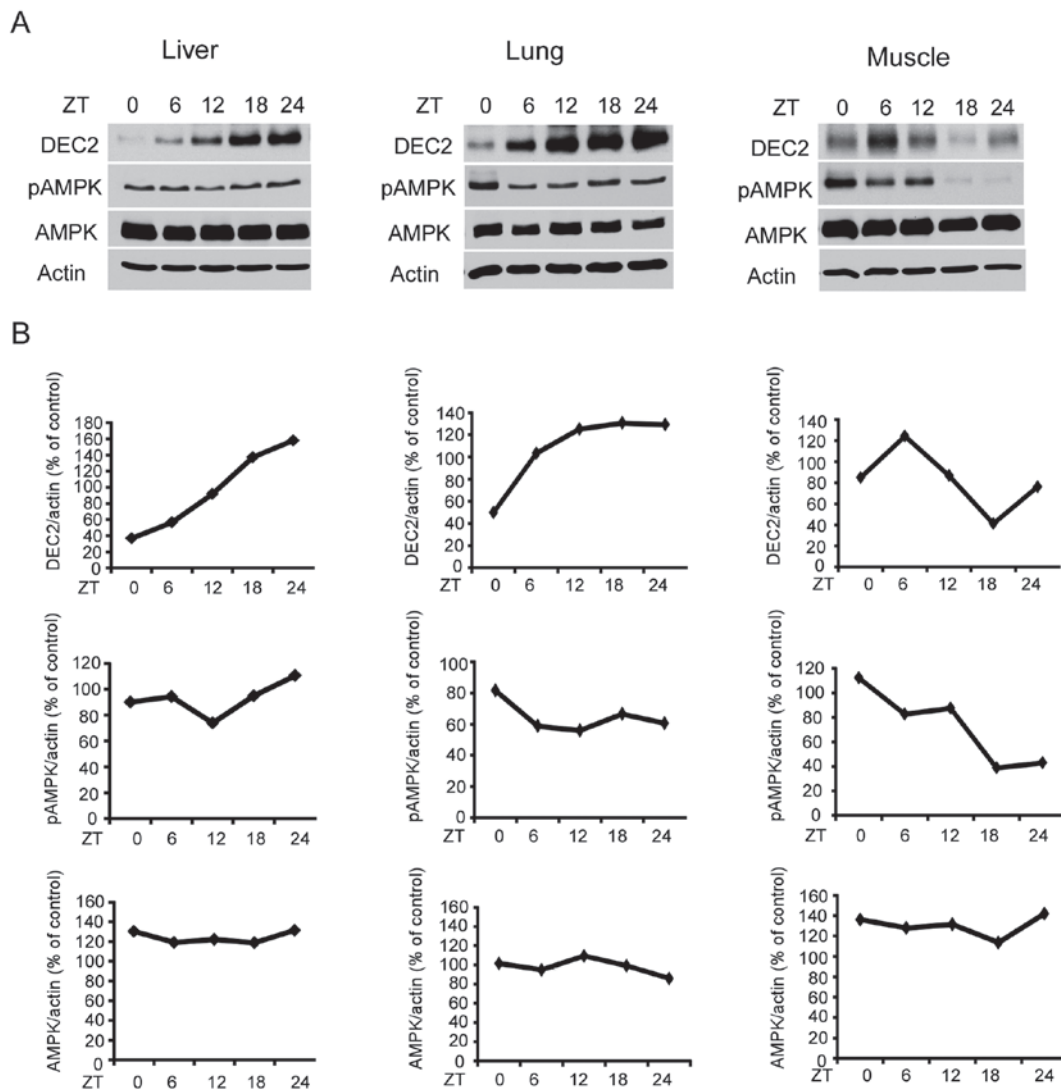 A
Liver
Lung
Muscle
ZT 0 6 12 18 24
DEC2
pAMPK
AMPK
Actin
ZT 0 6 12 18 24
DEC2
pAMPK
AMPK
Actin
ZT 0 6 12 18 24
DEC2
pAMPK
AMPK
Actin
B
DEC2/actin (% of control)
180
160
140
120
100
80
60
40
20
0
ZT 0 6 12 18 24
DEC2/actin (% of control)
140
120
100
80
60
40
20
0
ZT 0 6 12 18 24
DEC2/actin (% of control)
140
120
100
80
60
40
20
0
ZT 0 6 12 18 24
pAMPK/actin (% of control)
120
100
80
60
40
20
0
ZT 0 6 12 18 24
pAMPK/actin (% of control)
100
80
60
40
20
0
ZT 0 6 12 18 24
pAMPK/actin (% of control)
120
100
80
60
40
20
0
ZT 0 6 12 18 24
AMPK/actin (% of control)
160
140
120
100
80
60
40
20
0
ZT 0 6 12 18 24
AMPK/actin (% of control)
160
140
120
100
80
60
40
20
0
ZT 0 6 12 18 24
AMPK/actin (% of control)
160
140
120
100
80
60
40
20
0
ZT 0 6 12 18 24